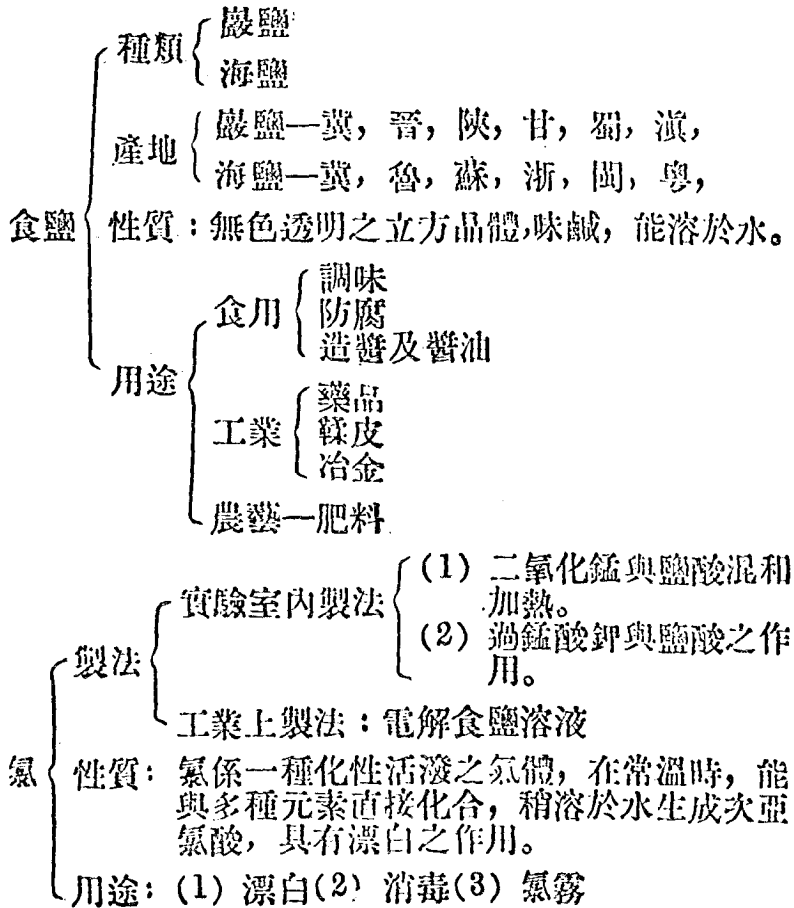 食鹽
種類
巖鹽
海鹽
產地
巖鹽—冀,晉,陝,甘,蜀,滇,
海鹽—冀,魯,蘇,浙,閩,粵,
性質:無色透明之立方晶體,味鹹,能溶於水。
用途
食用
調味
防腐
造醬及醬油
工業
藥品
鞣皮
冶金
農藝—肥料
氯
製法
實驗室內製法
(1) 二氧化錳與鹽酸混和
加熱。
(2) 過錳酸鉀與鹽酸之作
用。
工業上製法:電解食鹽溶液
性質:氯係一種化性活潑之氣體,在常溫時,能
與多種元素直接化合,稍溶於水生成次亞
氯酸,具有漂白之作用。
用途:(1) 漂白(2) 消毒(3) 氯霧